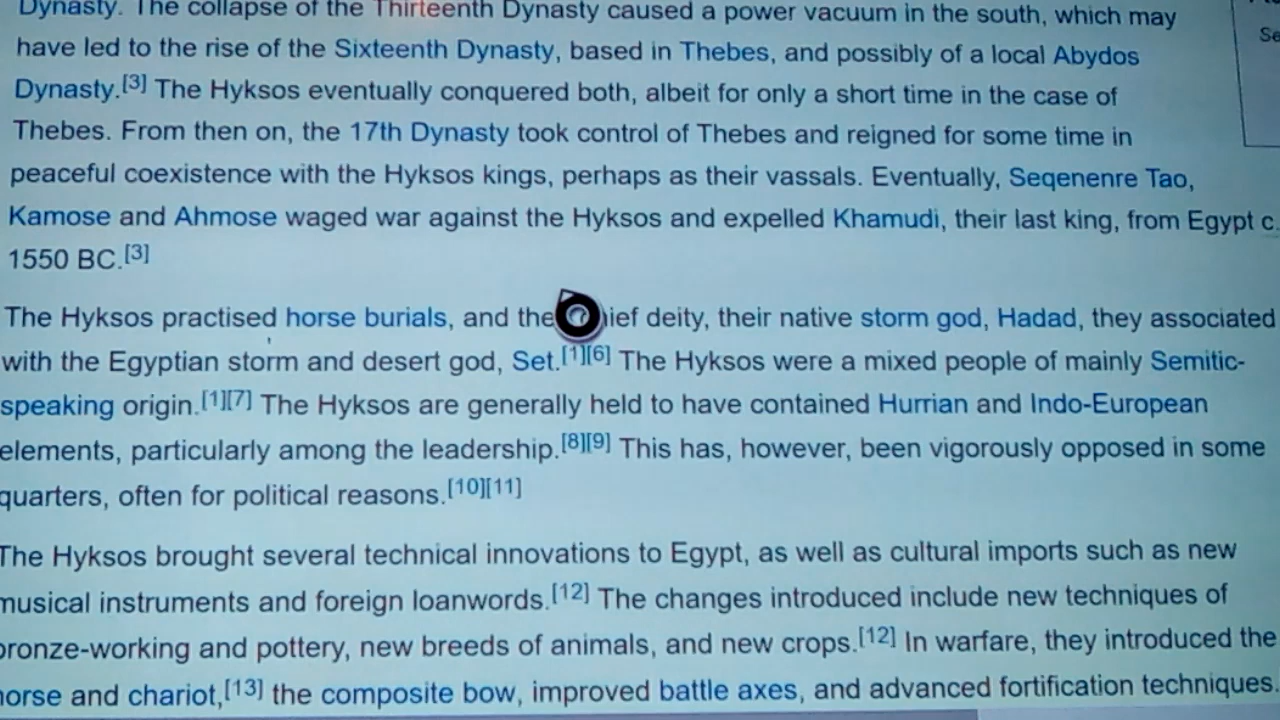 Dynasty. The collapse of the Thirteenth Dynasty caused a power vacuum in the south, which may
have led to the rise of the Sixteenth Dynasty, based in Thebes, and possibly of a local Abydos
Dynasty.[3] The Hyksos eventually conquered both, albeit for only a short time in the case of
Thebes. From then on, the 17th Dynasty took control of Thebes and reigned for some time in
peaceful coexistence with the Hyksos kings, perhaps as their vassals. Eventually, Seqenenre Tao,
Kamose and Ahmose waged war against the Hyksos and expelled Khamudi, their last king, from Egypt c.
1550 BC.[3]
The Hyksos practised horse burials, and the ief deity, their native storm god, Hadad, they associated
with the Egyptian storm and desert god, Set.[1][6] The Hyksos were a mixed people of mainly Semitic-
speaking origin.[1][7] The Hyksos are generally held to have contained Hurrian and Indo-European
elements, particularly among the leadership.[8][9] This has, however, been vigorously opposed in some
quarters, often for political reasons.[10][11]
The Hyksos brought several technical innovations to Egypt, as well as cultural imports such as new
musical instruments and foreign loanwords.[12] The changes introduced include new techniques of
bronze-working and pottery, new breeds of animals, and new crops.[12] In warfare, they introduced the
horse and chariot,[13] the composite bow, improved battle axes, and advanced fortification techniques.